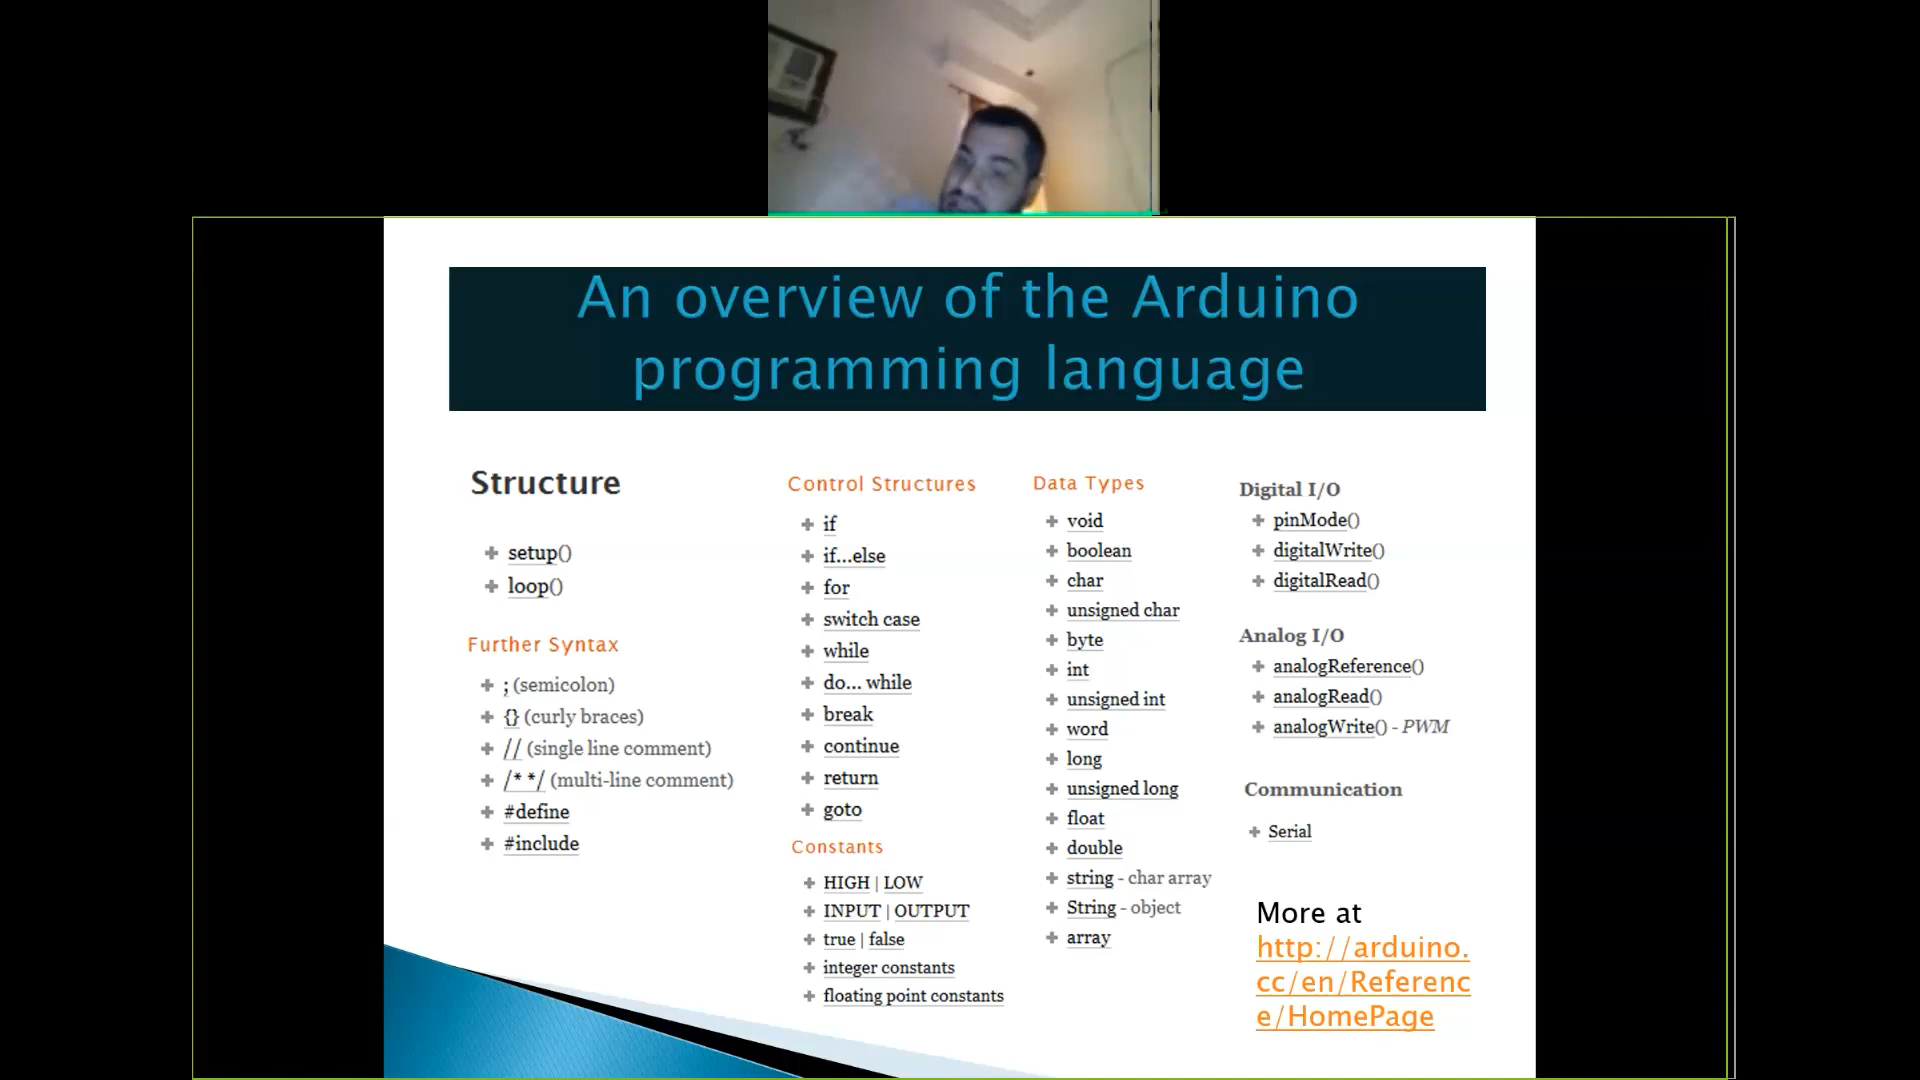 An overview of the Arduino
programming language
Structure
setup()
loop()
Further Syntax
; (semicolon)
{} (curly braces)
// (single line comment)
/* */ (multi-line comment)
#define
#include
Control Structures
if
if...else
for
switch case
while
do... while
break
continue
return
goto
Constants
HIGH | LOW
INPUT | OUTPUT
true | false
integer constants
floating point constants
Data Types
void
boolean
char
unsigned char
byte
int
unsigned int
word
long
unsigned long
float
double
string - char array
String - object
array
Digital I/O
pinMode()
digitalWrite()
digitalRead()
Analog I/O
analogReference()
analogRead()
analogWrite() - PWM
Communication
Serial
More at
http://arduino.
cc/en/Referenc
e/HomePage